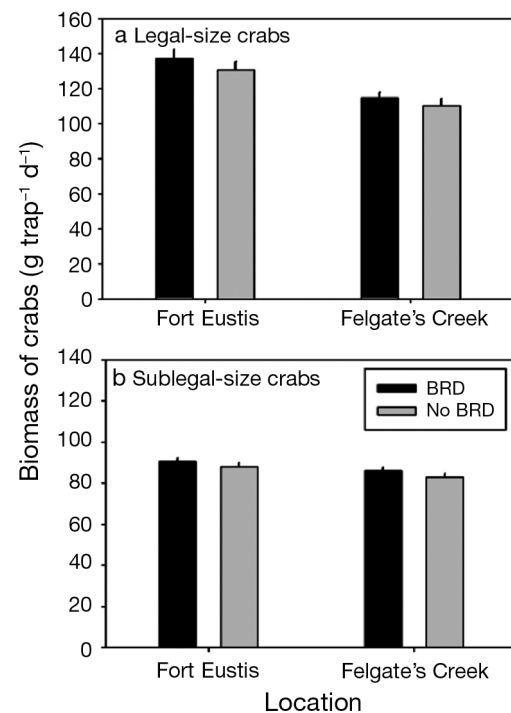 Biomass of crabs (g trap⁻¹ d⁻¹)
a Legal-size crabs
160
140
120
100
80
60
40
20
0
Fort Eustis Felgate's Creek
b Sublegal-size crabs
BRD
No BRD
140
120
100
80
60
40
20
0
Fort Eustis Felgate's Creek
Location